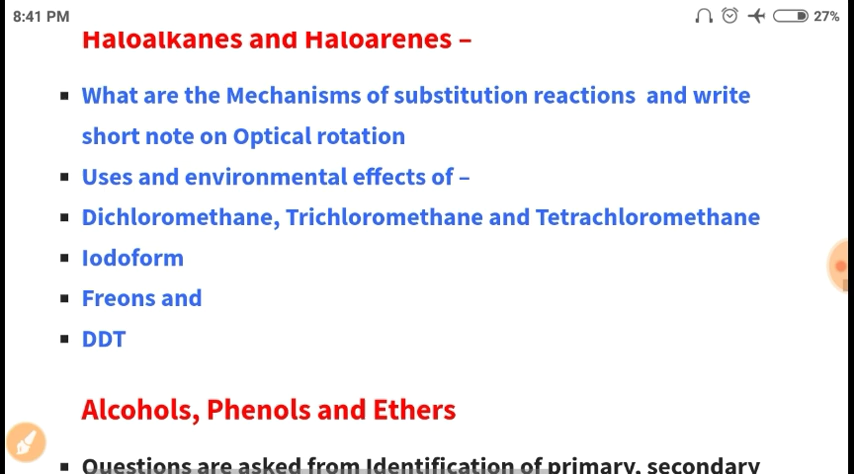 8:41 PM
27%
Haloalkanes and Haloarenes –
▪ What are the Mechanisms of substitution reactions and write
short note on Optical rotation
▪ Uses and environmental effects of –
▪ Dichloromethane, Trichloromethane and Tetrachloromethane
▪ Iodoform
▪ Freons and
▪ DDT
Alcohols, Phenols and Ethers
▪ Questions are asked from Identification of primary, secondary